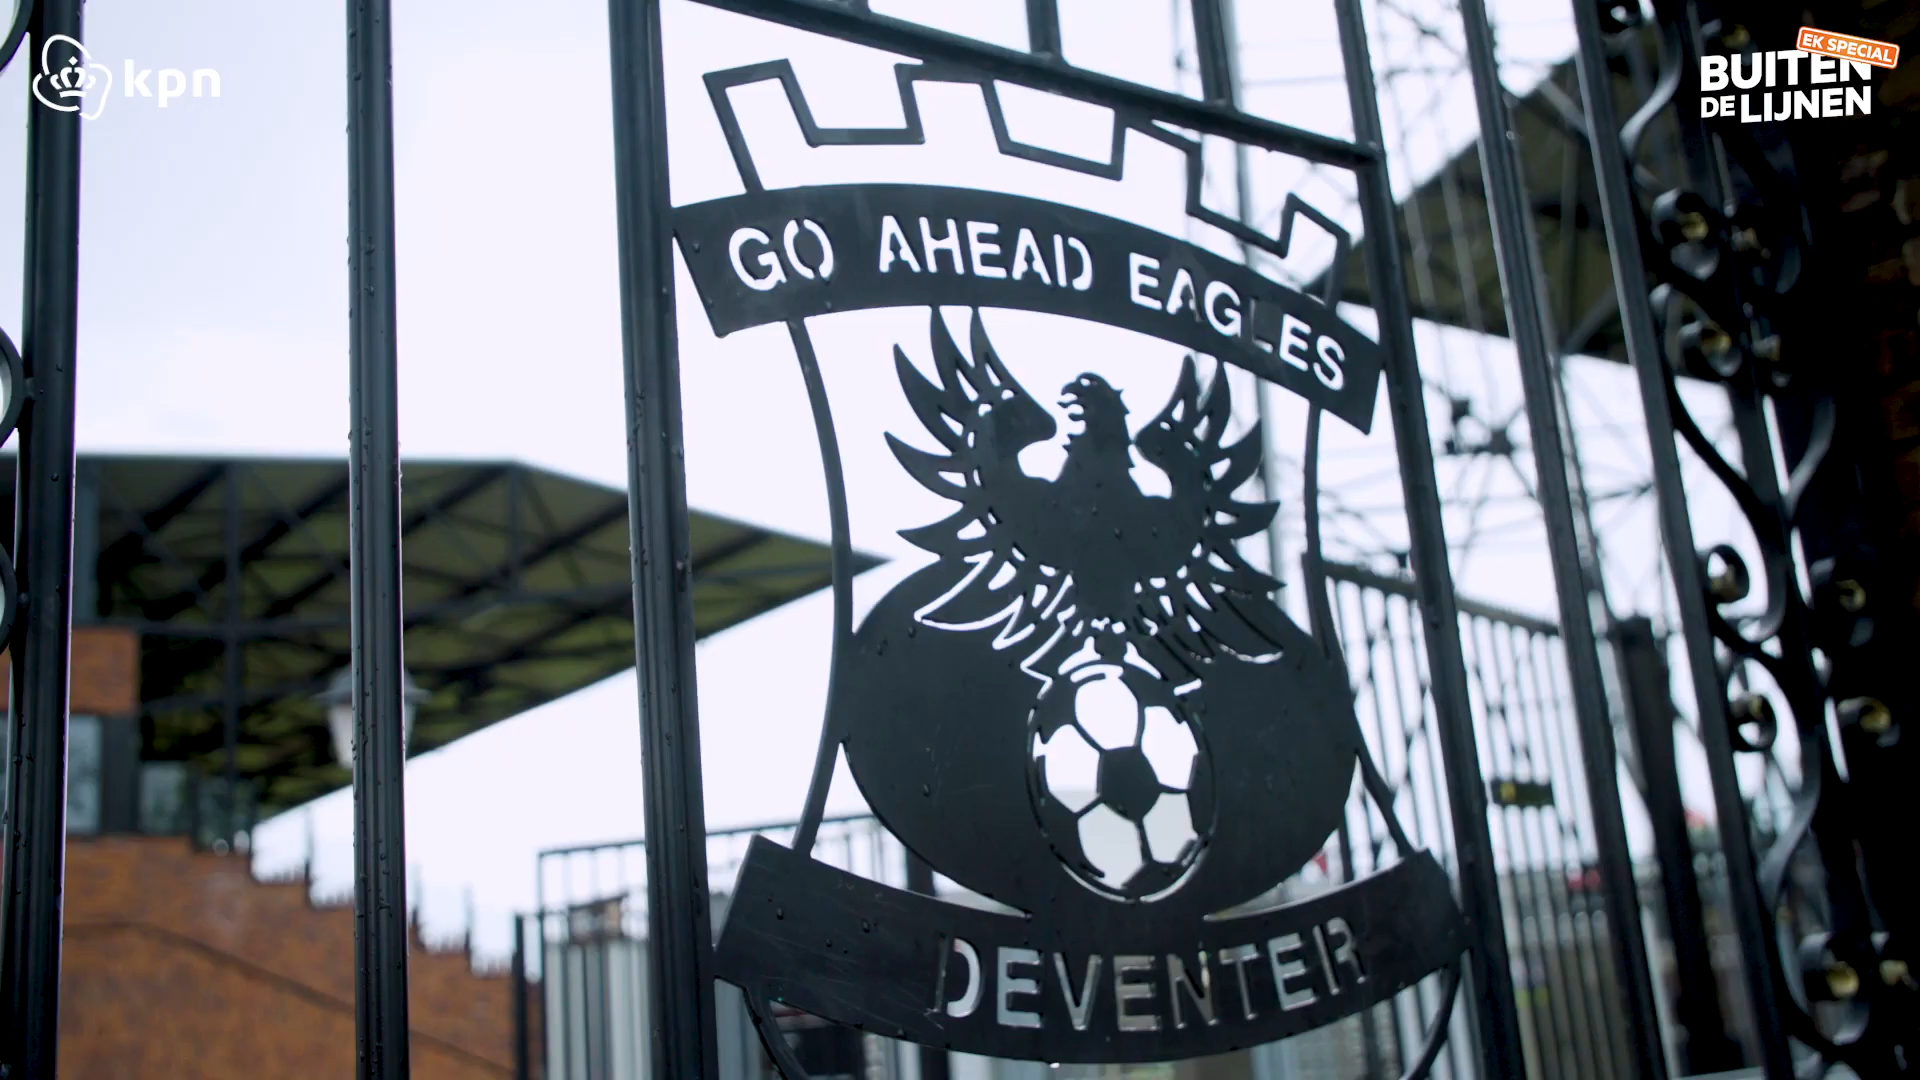 kpn
EK SPECIAL
BUITEN
DE LIJNEN
GO AHEAD EAGLES
DEVENTER